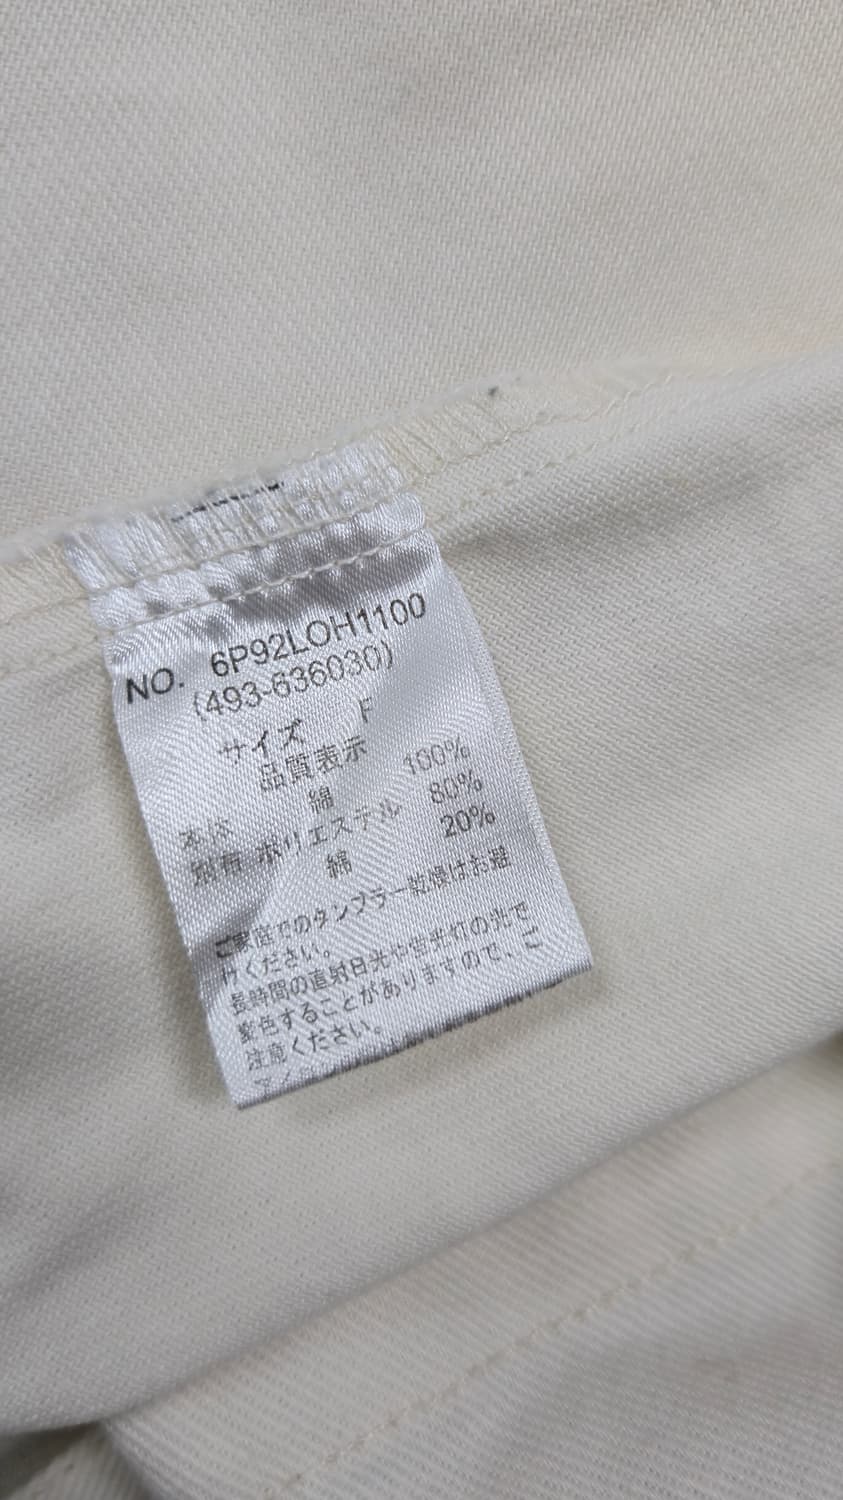 NO. 6P92LOH1100
(493-636030)
サイズ F
品質表示
本体 綿 100%
別布 ポリエステル 80%
綿 20%
ご家庭でのタンブラー乾燥はお避
けください。
長時間の直射日光や蛍光灯の光で
変色することがありますので、ご
注意ください。